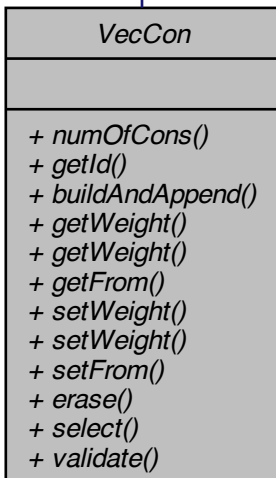 VecCon
+ numOfCons()
+ getId()
+ buildAndAppend()
+ getWeight()
+ getWeight()
+ getFrom()
+ setWeight()
+ setWeight()
+ setFrom()
+ erase()
+ select()
+ validate()